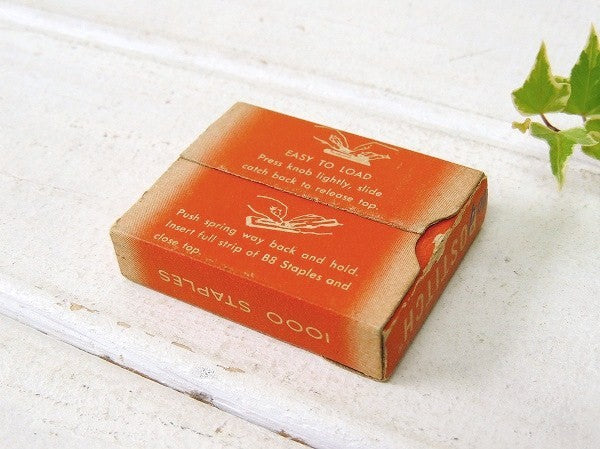 EASY TO LOAD
Press knob lightly, slide
catch back to release top.
Push spring way back and hold.
Insert full strip of B8 Staples and
close top.
1000 STAPLES